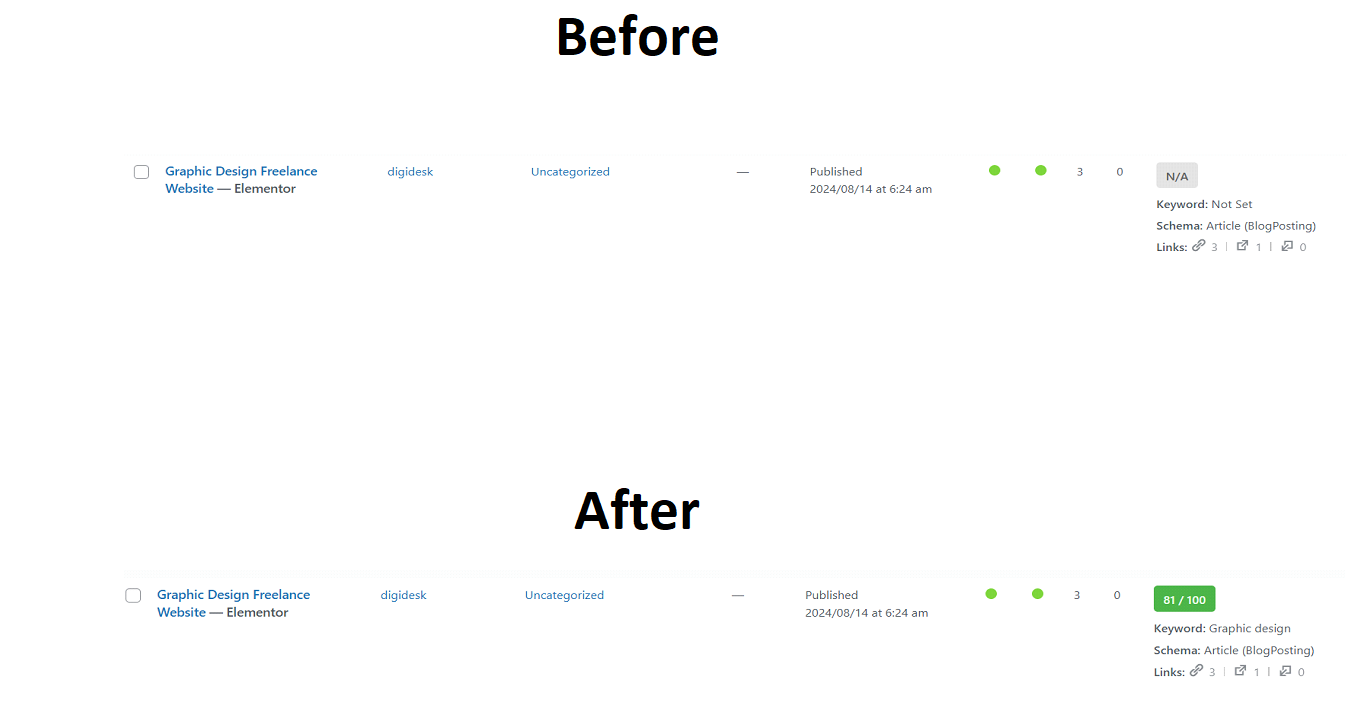 Before
Graphic Design Freelance digidesk Uncategorized — Published 3 0 N/A
Website — Elementor 2024/08/14 at 6:24 am
Keyword: Not Set
Schema: Article (BlogPosting)
Links: 3 | 1 | 0
After
Graphic Design Freelance digidesk Uncategorized — Published 3 0 81 / 100
Website — Elementor 2024/08/14 at 6:24 am
Keyword: Graphic design
Schema: Article (BlogPosting)
Links: 3 | 1 | 0